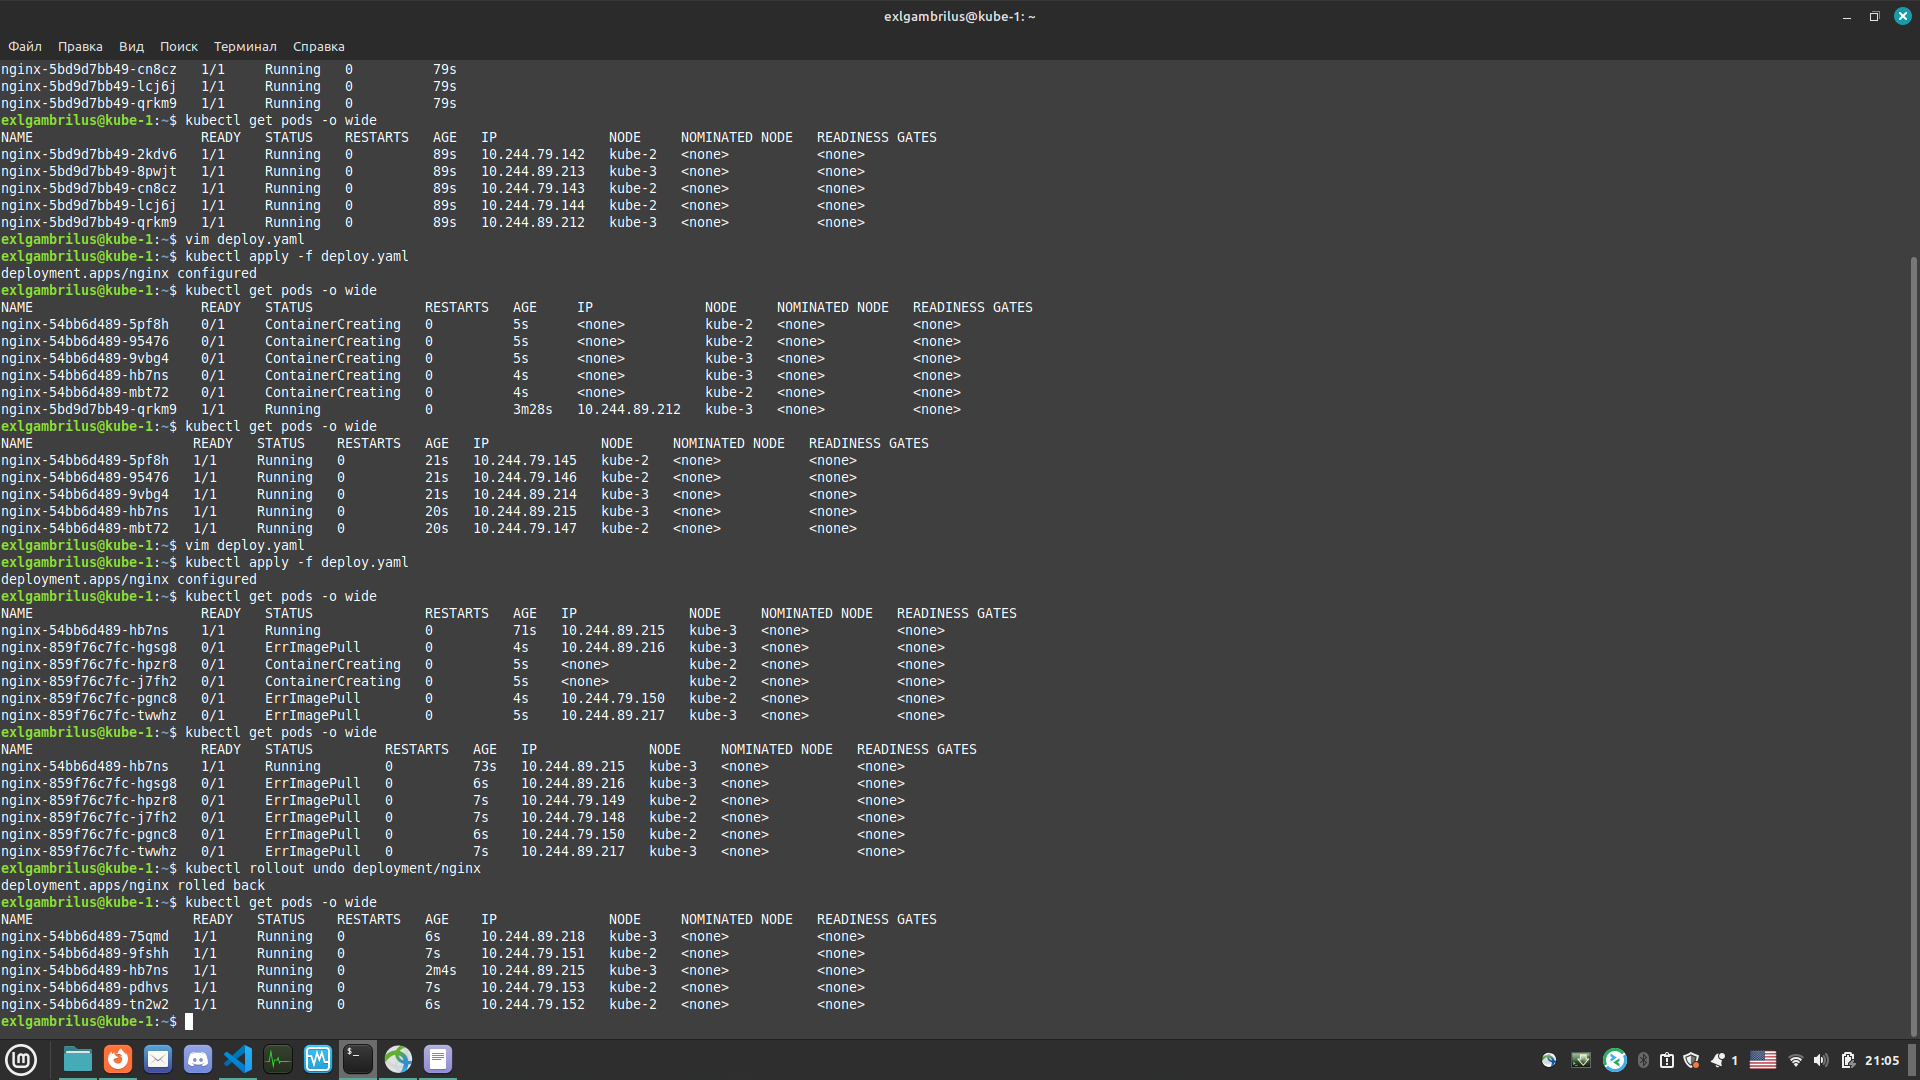 exlgambrilus@kube-1: ~
Файл Правка Вид Поиск Терминал Справка
nginx-5bd9d7bb49-cn8cz   1/1     Running   0          79s
nginx-5bd9d7bb49-lcj6j   1/1     Running   0          79s
nginx-5bd9d7bb49-qrkm9   1/1     Running   0          79s
exlgambrilus@kube-1:~$ kubectl get pods -o wide
NAME                     READY   STATUS    RESTARTS   AGE   IP              NODE     NOMINATED NODE   READINESS GATES
nginx-5bd9d7bb49-2kdv6   1/1     Running   0          89s   10.244.79.142   kube-2   <none>           <none>
nginx-5bd9d7bb49-8pwjt   1/1     Running   0          89s   10.244.89.213   kube-3   <none>           <none>
nginx-5bd9d7bb49-cn8cz   1/1     Running   0          89s   10.244.79.143   kube-2   <none>           <none>
nginx-5bd9d7bb49-lcj6j   1/1     Running   0          89s   10.244.79.144   kube-2   <none>           <none>
nginx-5bd9d7bb49-qrkm9   1/1     Running   0          89s   10.244.89.212   kube-3   <none>           <none>
exlgambrilus@kube-1:~$ vim deploy.yaml
exlgambrilus@kube-1:~$ kubectl apply -f deploy.yaml
deployment.apps/nginx configured
exlgambrilus@kube-1:~$ kubectl get pods -o wide
NAME                     READY   STATUS              RESTARTS   AGE     IP              NODE     NOMINATED NODE   READINESS GATES
nginx-54bb6d489-5pf8h    0/1     ContainerCreating   0          5s      <none>          kube-2   <none>           <none>
nginx-54bb6d489-95476    0/1     ContainerCreating   0          5s      <none>          kube-2   <none>           <none>
nginx-54bb6d489-9vbg4    0/1     ContainerCreating   0          5s      <none>          kube-3   <none>           <none>
nginx-54bb6d489-hb7ns    0/1     ContainerCreating   0          4s      <none>          kube-3   <none>           <none>
nginx-54bb6d489-mbt72    0/1     ContainerCreating   0          4s      <none>          kube-2   <none>           <none>
nginx-5bd9d7bb49-qrkm9   1/1     Running             0          3m28s   10.244.89.212   kube-3   <none>           <none>
exlgambrilus@kube-1:~$ kubectl get pods -o wide
NAME                    READY   STATUS    RESTARTS   AGE   IP              NODE     NOMINATED NODE   READINESS GATES
nginx-54bb6d489-5pf8h   1/1     Running   0          21s   10.244.79.145   kube-2   <none>           <none>
nginx-54bb6d489-95476   1/1     Running   0          21s   10.244.79.146   kube-2   <none>           <none>
nginx-54bb6d489-9vbg4   1/1     Running   0          21s   10.244.89.214   kube-3   <none>           <none>
nginx-54bb6d489-hb7ns   1/1     Running   0          20s   10.244.89.215   kube-3   <none>           <none>
nginx-54bb6d489-mbt72   1/1     Running   0          20s   10.244.79.147   kube-2   <none>           <none>
exlgambrilus@kube-1:~$ vim deploy.yaml
exlgambrilus@kube-1:~$ kubectl apply -f deploy.yaml
deployment.apps/nginx configured
exlgambrilus@kube-1:~$ kubectl get pods -o wide
NAME                     READY   STATUS              RESTARTS   AGE   IP              NODE     NOMINATED NODE   READINESS GATES
nginx-54bb6d489-hb7ns    1/1     Running             0          71s   10.244.89.215   kube-3   <none>           <none>
nginx-859f76c7fc-hgsg8   0/1     ErrImagePull        0          4s    10.244.89.216   kube-3   <none>           <none>
nginx-859f76c7fc-hpzr8   0/1     ContainerCreating   0          5s    <none>          kube-2   <none>           <none>
nginx-859f76c7fc-j7fh2   0/1     ContainerCreating   0          5s    <none>          kube-2   <none>           <none>
nginx-859f76c7fc-pgnc8   0/1     ErrImagePull        0          4s    10.244.79.150   kube-2   <none>           <none>
nginx-859f76c7fc-twwhz   0/1     ErrImagePull        0          5s    10.244.89.217   kube-3   <none>           <none>
exlgambrilus@kube-1:~$ kubectl get pods -o wide
NAME                     READY   STATUS         RESTARTS   AGE   IP              NODE     NOMINATED NODE   READINESS GATES
nginx-54bb6d489-hb7ns    1/1     Running        0          73s   10.244.89.215   kube-3   <none>           <none>
nginx-859f76c7fc-hgsg8   0/1     ErrImagePull   0          6s    10.244.89.216   kube-3   <none>           <none>
nginx-859f76c7fc-hpzr8   0/1     ErrImagePull   0          7s    10.244.79.149   kube-2   <none>           <none>
nginx-859f76c7fc-j7fh2   0/1     ErrImagePull   0          7s    10.244.79.148   kube-2   <none>           <none>
nginx-859f76c7fc-pgnc8   0/1     ErrImagePull   0          6s    10.244.79.150   kube-2   <none>           <none>
nginx-859f76c7fc-twwhz   0/1     ErrImagePull   0          7s    10.244.89.217   kube-3   <none>           <none>
exlgambrilus@kube-1:~$ kubectl rollout undo deployment/nginx
deployment.apps/nginx rolled back
exlgambrilus@kube-1:~$ kubectl get pods -o wide
NAME                    READY   STATUS    RESTARTS   AGE    IP              NODE     NOMINATED NODE   READINESS GATES
nginx-54bb6d489-75qmd   1/1     Running   0          6s     10.244.89.218   kube-3   <none>           <none>
nginx-54bb6d489-9fshh   1/1     Running   0          7s     10.244.79.151   kube-2   <none>           <none>
nginx-54bb6d489-hb7ns   1/1     Running   0          2m4s   10.244.89.215   kube-3   <none>           <none>
nginx-54bb6d489-pdhvs   1/1     Running   0          7s     10.244.79.153   kube-2   <none>           <none>
nginx-54bb6d489-tn2w2   1/1     Running   0          6s     10.244.79.152   kube-2   <none>           <none>
exlgambrilus@kube-1:~$
1 21:05